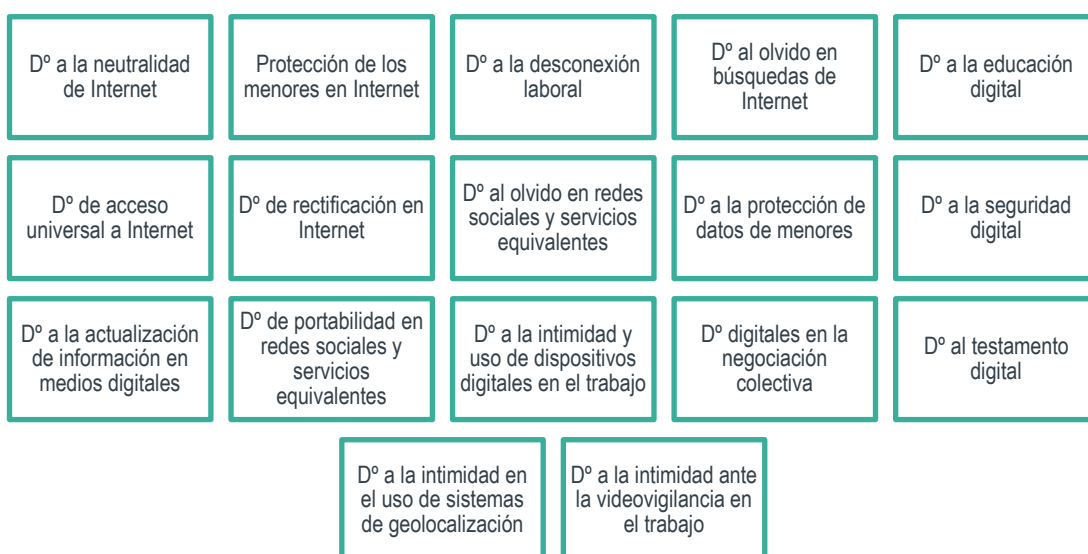 Dº a la neutralidad
de Internet
Protección de los
menores en Internet
Dº a la desconexión
laboral
Dº al olvido en
búsquedas de
Internet
Dº a la educación
digital
Dº de acceso
universal a Internet
Dº de rectificación en
Internet
Dº al olvido en redes
sociales y servicios
equivalentes
Dº a la protección de
datos de menores
Dº a la seguridad
digital
Dº a la actualización
de información en
medios digitales
Dº de portabilidad en
redes sociales y
servicios
equivalentes
Dº a la intimidad y
uso de dispositivos
digitales en el trabajo
Dº digitales en la
negociación
colectiva
Dº al testamento
digital
Dº a la intimidad en
el uso de sistemas
de geolocalización
Dº a la intimidad ante
la videovigilancia en
el trabajo